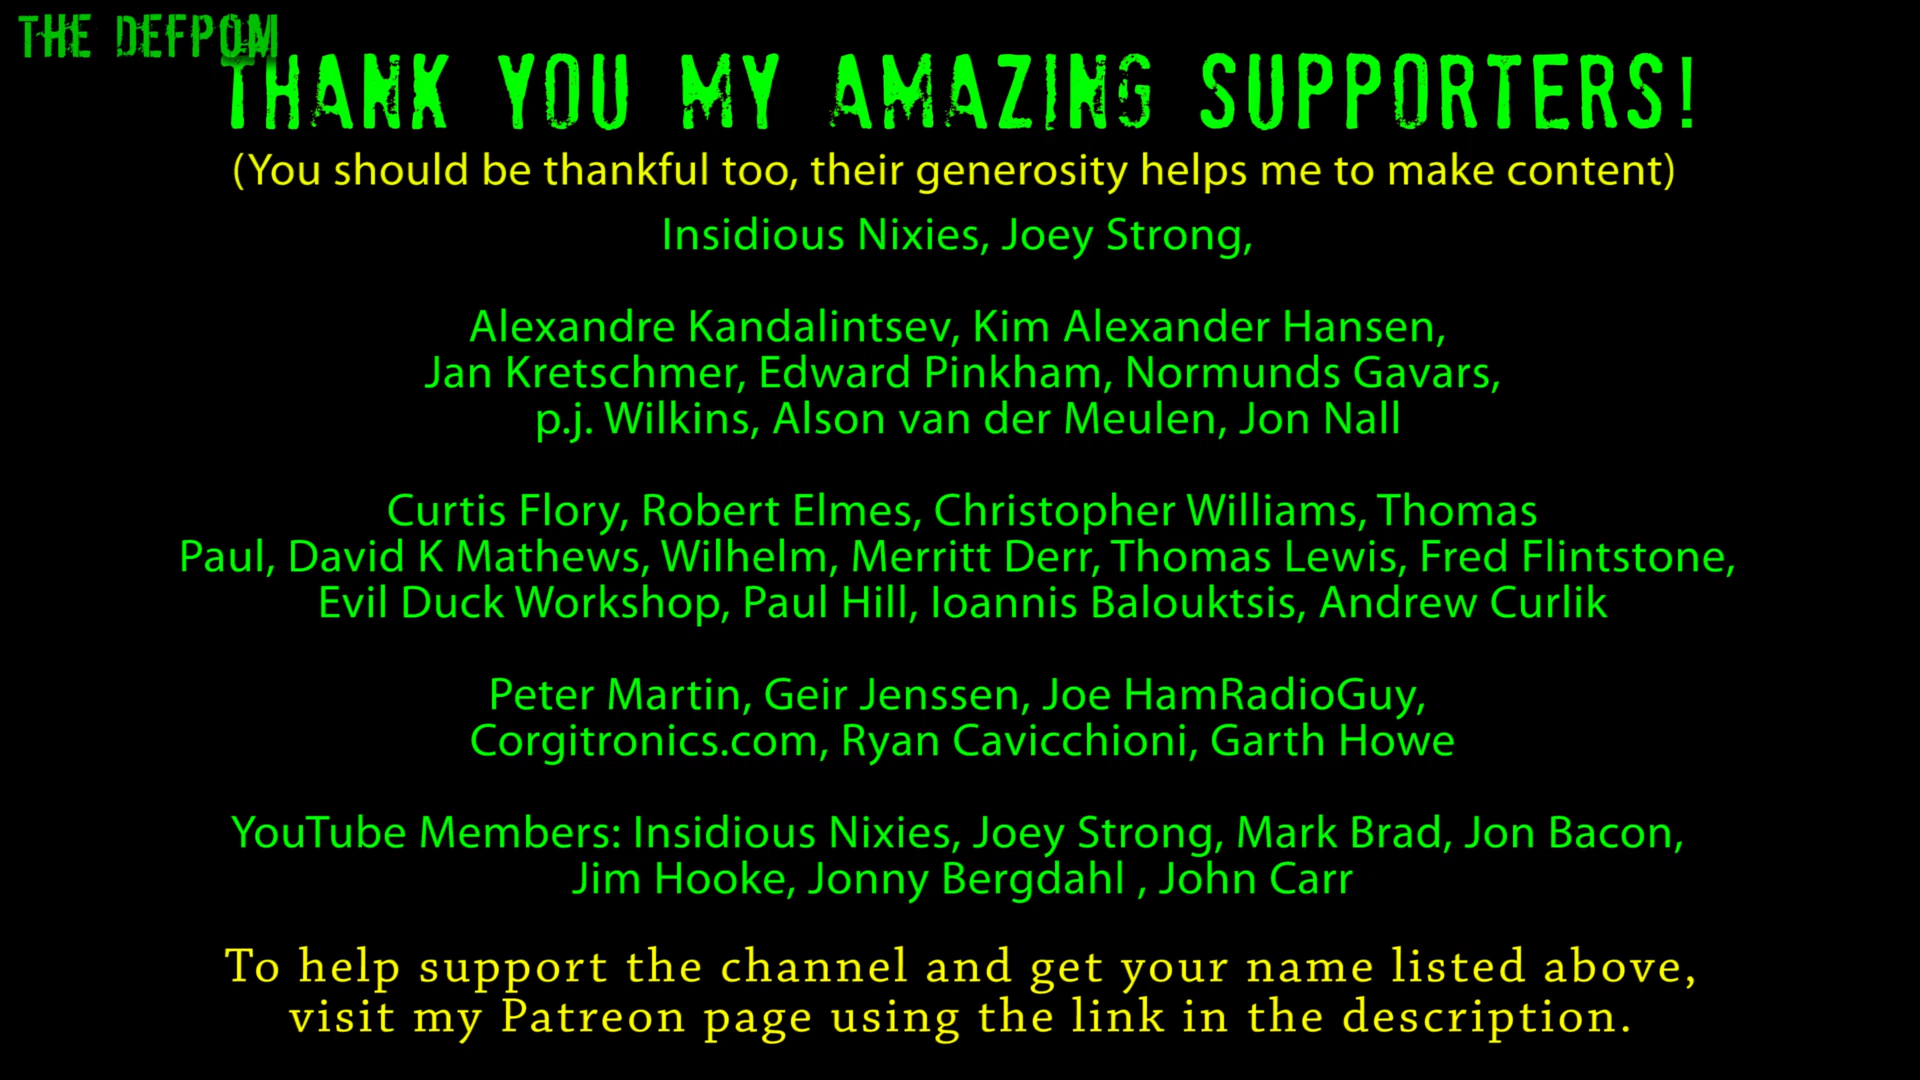 THE DEFPOM
THANK YOU MY AMAZING SUPPORTERS!
(You should be thankful too, their generosity helps me to make content)
Insidious Nixies, Joey Strong,
Alexandre Kandalintsev, Kim Alexander Hansen,
Jan Kretschmer, Edward Pinkham, Normunds Gavars,
p.j. Wilkins, Alson van der Meulen, Jon Nall
Curtis Flory, Robert Elmes, Christopher Williams, Thomas
Paul, David K Mathews, Wilhelm, Merritt Derr, Thomas Lewis, Fred Flintstone,
Evil Duck Workshop, Paul Hill, Ioannis Balouktsis, Andrew Curlik
Peter Martin, Geir Jenssen, Joe HamRadioGuy,
Corgitronics.com, Ryan Cavicchioni, Garth Howe
YouTube Members: Insidious Nixies, Joey Strong, Mark Brad, Jon Bacon,
Jim Hooke, Jonny Bergdahl , John Carr
To help support the channel and get your name listed above,
visit my Patreon page using the link in the description.